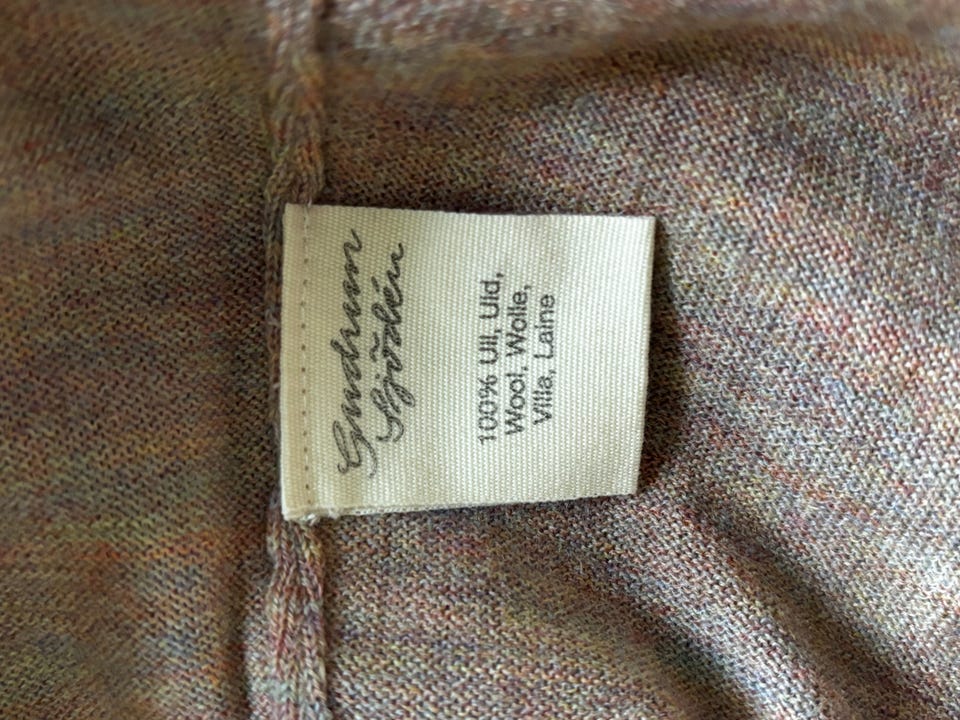 Gudrun
Sjödén
100% Ull, Uld,
Wool, Wolle,
Villa, Laine